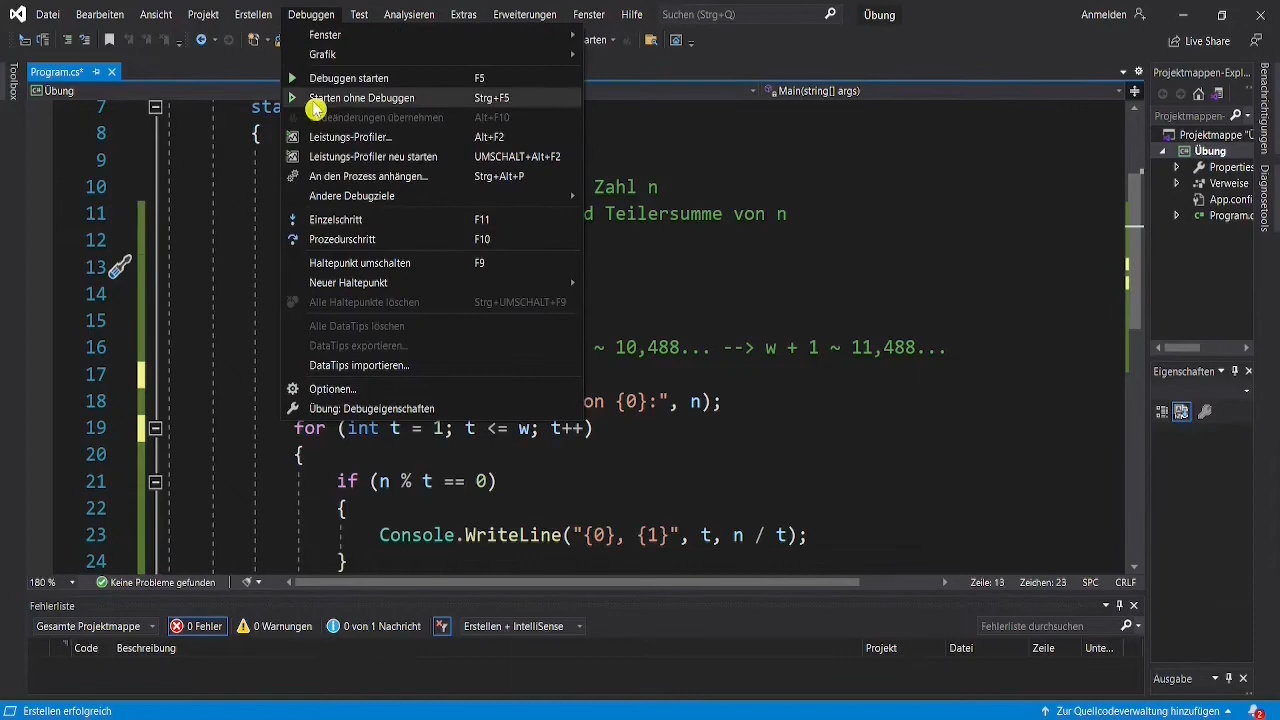 Bearbeiten Ansicht Projekt Erstellen Debuggen Test Analysieren Extras Erweiterungen Fenster Hilfe Suchen (Strg+Q) Übung Anmelden
Live Share
Program.cs*
Übung
Main(string[] args)
Toolbox
Fenster
Grafik
Debuggen starten F5
Starten ohne Debuggen Strg+F5
Alt+F10
Leistungs-Profiler... Alt+F2
Leistungs-Profiler neu starten UMSCHALT+Alt+F2
An den Prozess anhängen... Strg+Alt+P
Andere Debugziele
Einzelschritt F11
Prozedurschritt F10
Haltepunkt umschalten F9
Neuer Haltepunkt
Alle Haltepunkte löschen Strg+UMSCHALT+F9
Alle DataTips löschen
DataTips exportieren...
DataTips importieren...
Optionen...
Übung: Debugeigenschaften
7 sta
8 {
9
10 Zahl n
11 d Teilersumme von n
12
13
14
15
16 ~ 10,488... --> w + 1 ~ 11,488...
17
18 on {0}:", n);
19 for (int t = 1; t <= w; t++)
20 {
21 if (n % t == 0)
22 {
23 Console.WriteLine("{0}, {1}", t, n / t);
24 }
180 % Keine Probleme gefunden Zeile: 13 Zeichen: 23 SPC CRLF
Fehlerliste
Gesamte Projektmappe 0 Fehler 0 Warnungen 0 von 1 Nachricht Erstellen + IntelliSense Fehlerliste durchsuchen
Code Beschreibung Projekt Datei Zeile Unte...
Projektmappen-Expl...
Projektmappen-
Projektmappe "Ü
Übung
Properties
Verweise
App.confi
Program.c
Eigenschaften
Ausgabe
Benachrichtigungen
Diagnosetools
Erstellen erfolgreich
Zur Quellcodeverwaltung hinzufügen 2